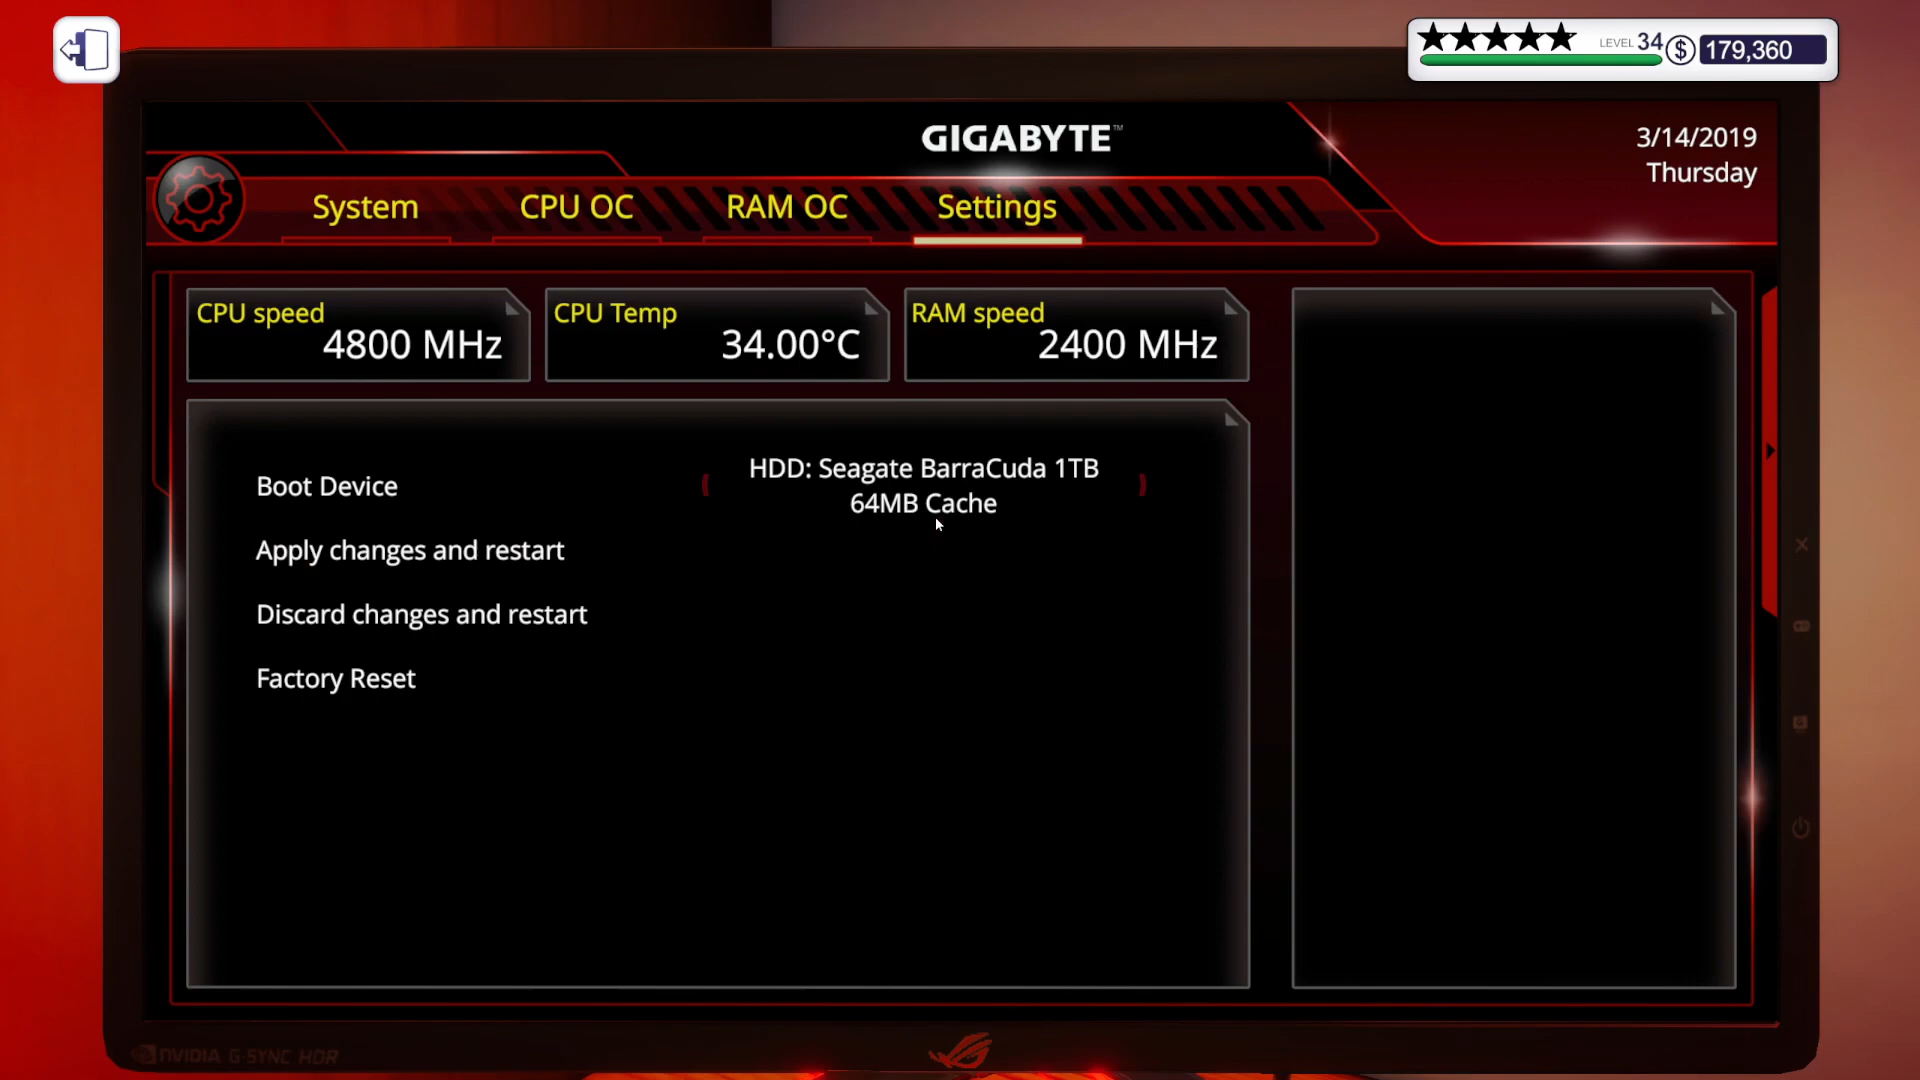 LEVEL 34
$ 179,360
GIGABYTE™
3/14/2019
Thursday
System
CPU OC
RAM OC
Settings
CPU speed
4800 MHz
CPU Temp
34.00°C
RAM speed
2400 MHz
Boot Device
HDD: Seagate BarraCuda 1TB
64MB Cache
Apply changes and restart
Discard changes and restart
Factory Reset
NVIDIA G-SYNC HDR